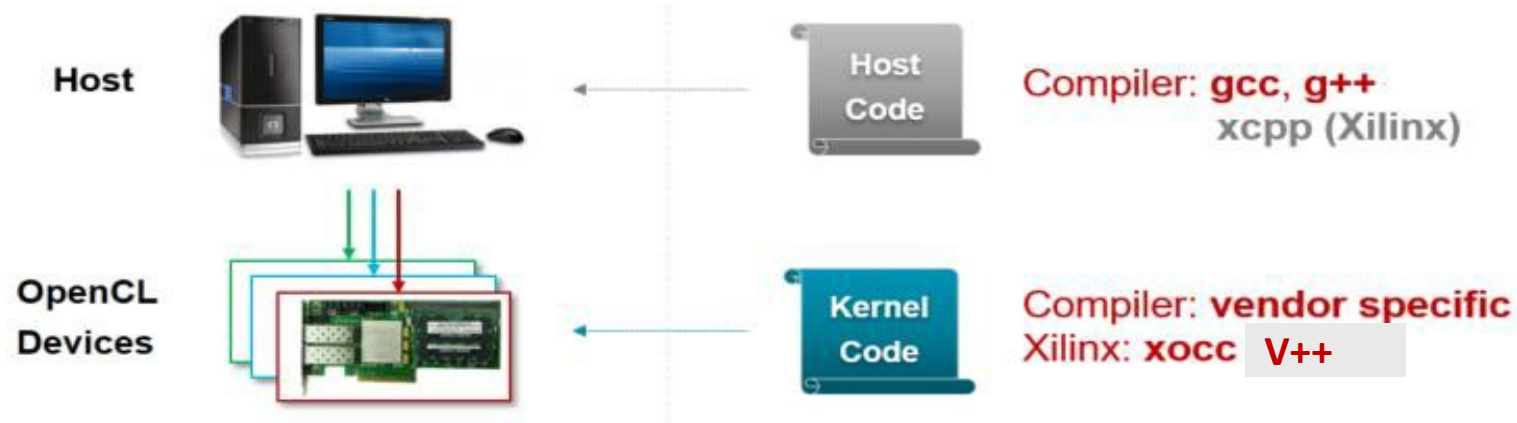 Host
Host
Code
Compiler: gcc, g++
xcpp (Xilinx)
OpenCL
Devices
Kernel
Code
Compiler: vendor specific
Xilinx: xocc V++